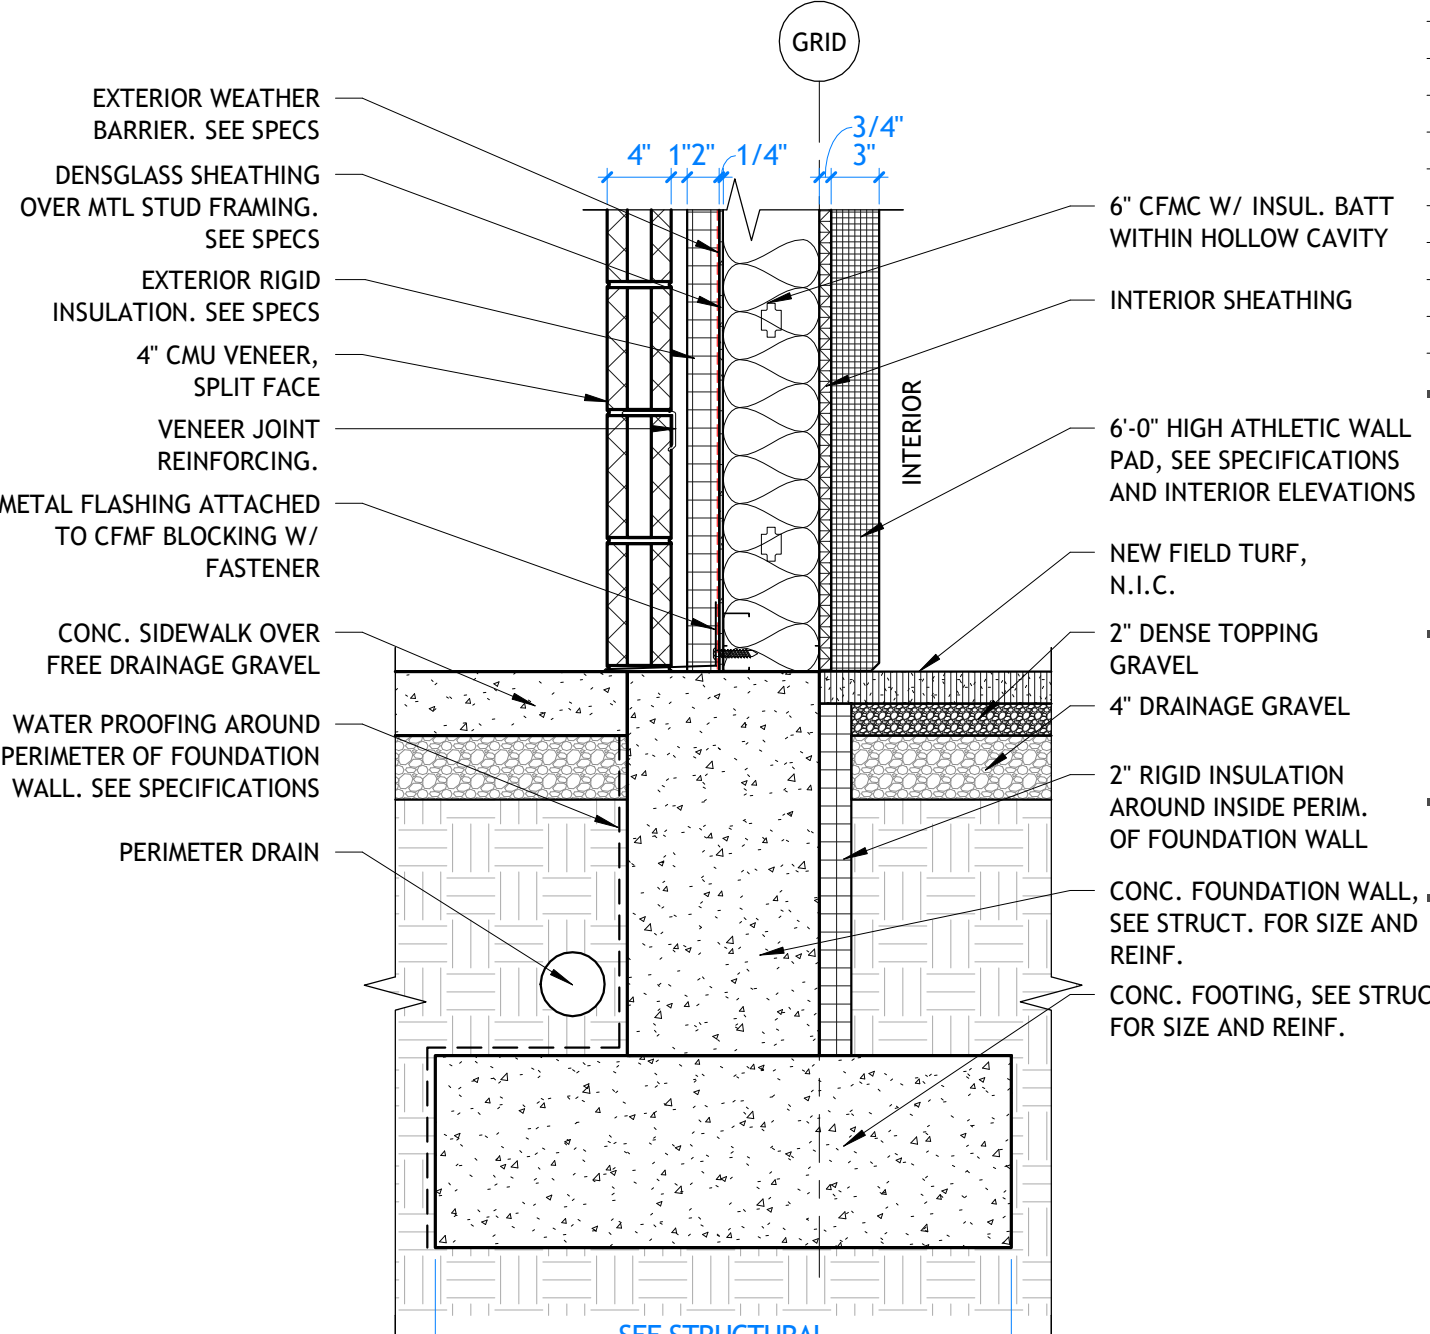 GRID
EXTERIOR WEATHER
BARRIER. SEE SPECS
DENSGLASS SHEATHING
OVER MTL STUD FRAMING.
SEE SPECS
EXTERIOR RIGID
INSULATION. SEE SPECS
4" CMU VENEER,
SPLIT FACE
VENEER JOINT
REINFORCING.
METAL FLASHING ATTACHED
TO CFMF BLOCKING W/
FASTENER
CONC. SIDEWALK OVER
FREE DRAINAGE GRAVEL
WATER PROOFING AROUND
PERIMETER OF FOUNDATION
WALL. SEE SPECIFICATIONS
PERIMETER DRAIN
4" 1" 2" 1/4" 3/4"
3"
INTERIOR
6" CFMC W/ INSUL. BATT
WITHIN HOLLOW CAVITY
INTERIOR SHEATHING
6'-0" HIGH ATHLETIC WALL
PAD, SEE SPECIFICATIONS
AND INTERIOR ELEVATIONS
NEW FIELD TURF,
N.I.C.
2" DENSE TOPPING
GRAVEL
4" DRAINAGE GRAVEL
2" RIGID INSULATION
AROUND INSIDE PERIM.
OF FOUNDATION WALL
CONC. FOUNDATION WALL,
SEE STRUCT. FOR SIZE AND
REINF.
CONC. FOOTING, SEE STRUC
FOR SIZE AND REINF.
SEE STRUCTURAL